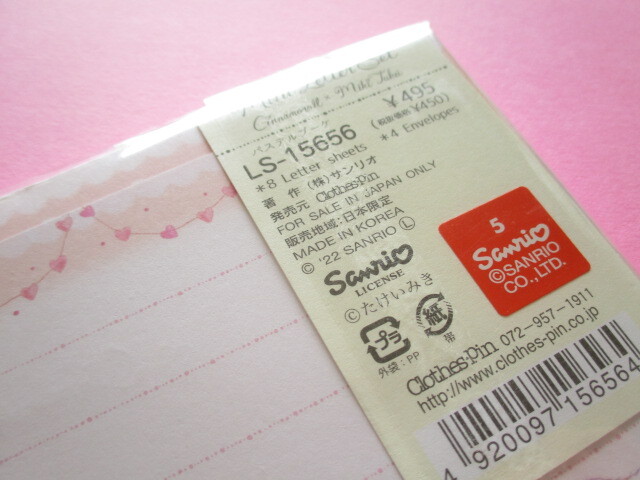 Mini Letter Set
Cinnamoroll × Miki Takei
パステルブーケ
LS-15656
¥495
(税抜価格¥450)
*8 Letter sheets
*4 Envelopes
著作 (株)サンリオ
発売元 Clothes-Pin
FOR SALE IN JAPAN ONLY
販売地域:日本限定
MADE IN KOREA
© '22 SANRIO Ⓛ
Sanrio
LICENSE
©たけいみき
プラ
紙
外袋:PP
帯
5
Sanrio
©SANRIO
CO.,LTD.
Clothes-Pin 072-957-1911
http://www.clothes-pin.co.jp
4 920097 156564